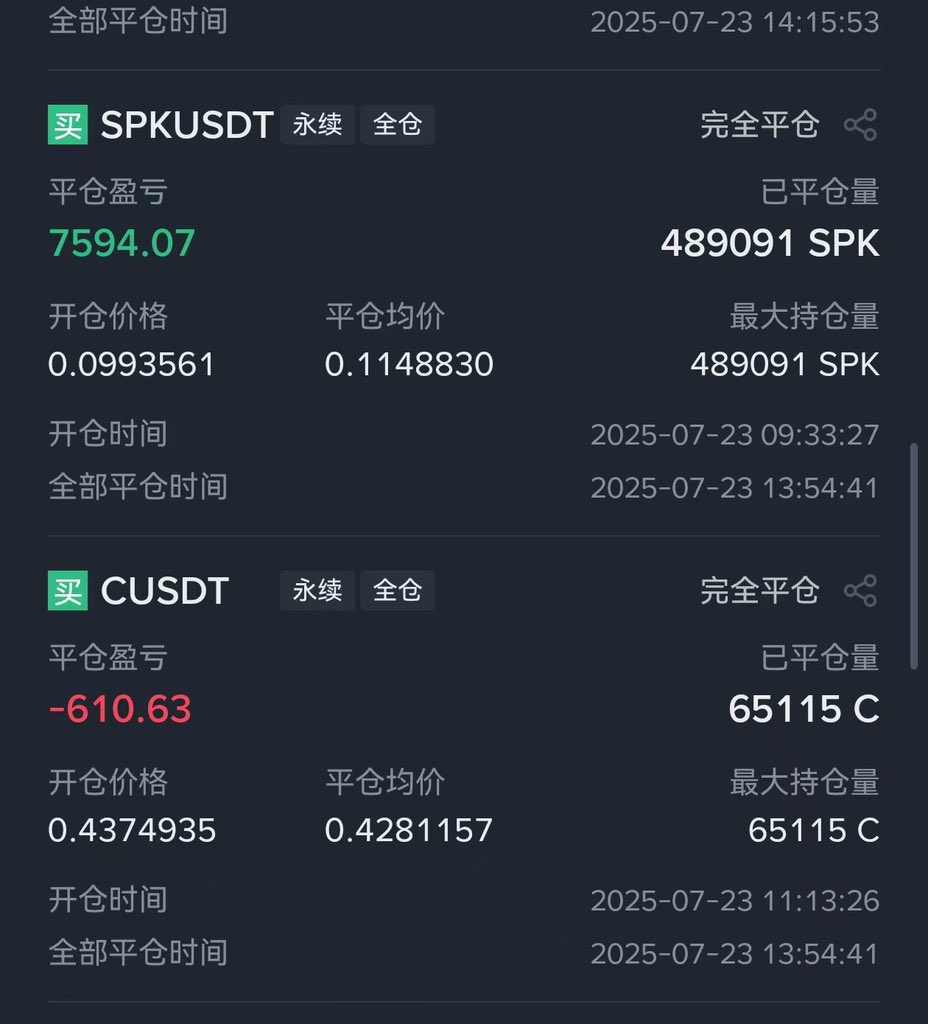 全部平仓时间 2025-07-23 14:15:53
买 SPKUSDT 永续 全仓 完全平仓
平仓盈亏 已平仓量
7594.07 489091 SPK
开仓价格 平仓均价 最大持仓量
0.0993561 0.1148830 489091 SPK
开仓时间 2025-07-23 09:33:27
全部平仓时间 2025-07-23 13:54:41
买 CUSDT 永续 全仓 完全平仓
平仓盈亏 已平仓量
-610.63 65115 C
开仓价格 平仓均价 最大持仓量
0.4374935 0.4281157 65115 C
开仓时间 2025-07-23 11:13:26
全部平仓时间 2025-07-23 13:54:41